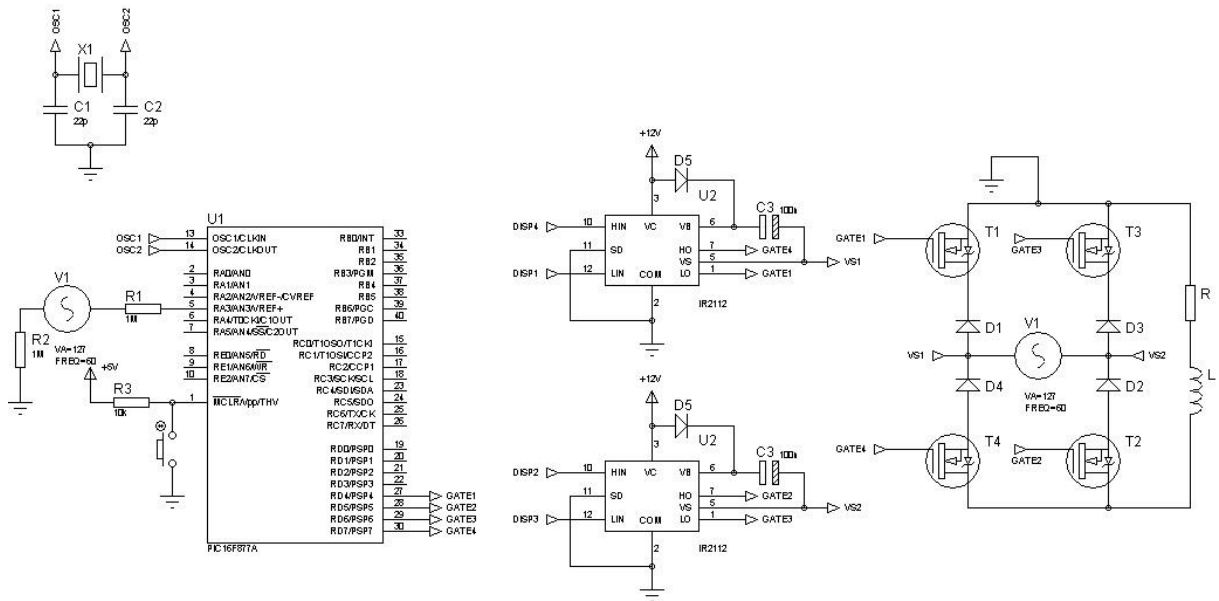 OSC1
OSC2
X1
C1
22p
C2
22p
U1
OSC1
13
OSC1/CLKIN
OSC2
14
OSC2/CLKOUT
2
RA0/AN0
3
RA1/AN1
4
RA2/AN2/VREF-/CVREF
5
RA3/AN3/VREF+
6
RA4/T0CKI/C1OUT
7
RA5/AN4/SS/C2OUT
8
RE0/AN5/RD
9
RE1/AN6/WR
10
RE2/AN7/CS
1
MCLR/Vpp/THV
RB0/INT
33
RB1
34
RB2
35
RB3/PGM
36
RB4
37
RB5
38
RB6/PGC
39
RB7/PGD
40
RC0/T1OSO/T1CKI
15
RC1/T1OSI/CCP2
16
RC2/CCP1
17
RC3/SCK/SCL
18
RC4/SDI/SDA
23
RC5/SDO
24
RC6/TX/CK
25
RC7/RX/DT
26
RD0/PSP0
19
RD1/PSP1
20
RD2/PSP2
21
RD3/PSP3
22
RD4/PSP4
27
GATE1
RD5/PSP5
28
GATE2
RD6/PSP6
29
GATE3
RD7/PSP7
30
GATE4
PIC16F877A
V1
R1
1M
R2
1M
VA=127
FREQ=60
+5V
R3
10k
+12V
D5
U2
3
C3
100n
DISP4
10
HIN
VC
VB
6
11
SD
HO
7
GATE4
VS
5
VS1
DISP1
12
LIN
COM
LO
1
GATE1
2
IR2112
+12V
D5
U2
3
C3
100n
DISP2
10
HIN
VC
VB
6
11
SD
HO
7
GATE2
VS
5
VS2
DISP3
12
LIN
COM
LO
1
GATE3
2
IR2112
GATE1
T1
GATE3
T3
R
D1
V1
D3
VS1
VS2
D4
VA=127
FREQ=60
D2
L
GATE4
T4
GATE2
T2